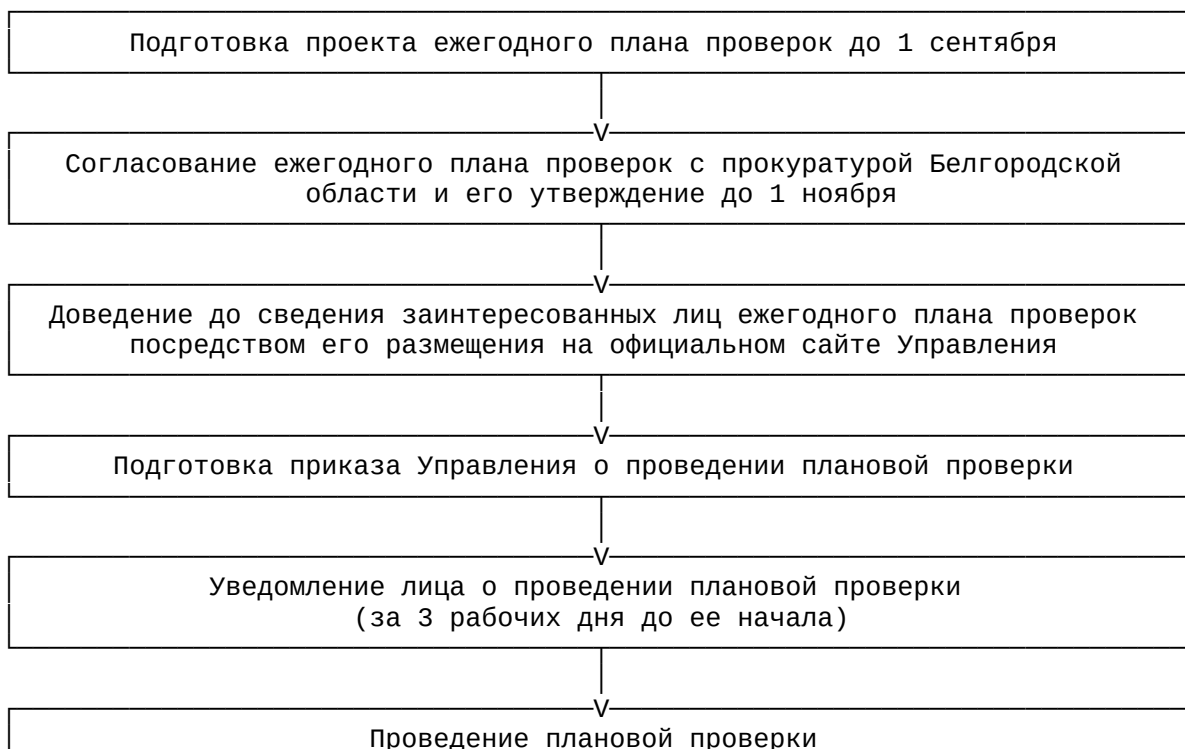 Подготовка проекта ежегодного плана проверок до 1 сентября
V
Согласование ежегодного плана проверок с прокуратурой Белгородской
области и его утверждение до 1 ноября
V
Доведение до сведения заинтересованных лиц ежегодного плана проверок
посредством его размещения на официальном сайте Управления
V
Подготовка приказа Управления о проведении плановой проверки
V
Уведомление лица о проведении плановой проверки
(за 3 рабочих дня до ее начала)
V
Проведение плановой проверки